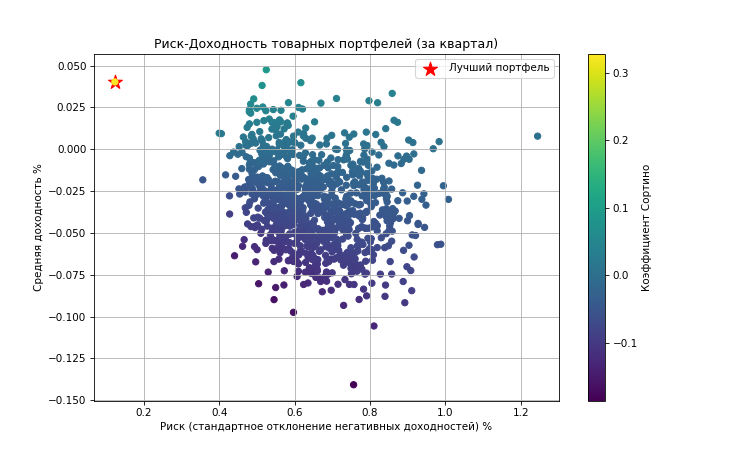 Риск-Доходность товарных портфелей (за квартал)
Лучший портфель
Средняя доходность %
0.050
0.025
0.000
−0.025
−0.050
−0.075
−0.100
−0.125
−0.150
0.2 0.4 0.6 0.8 1.0 1.2
Риск (стандартное отклонение негативных доходностей) %
0.3
0.2
0.1
0.0
−0.1
Коэффициент Сортино